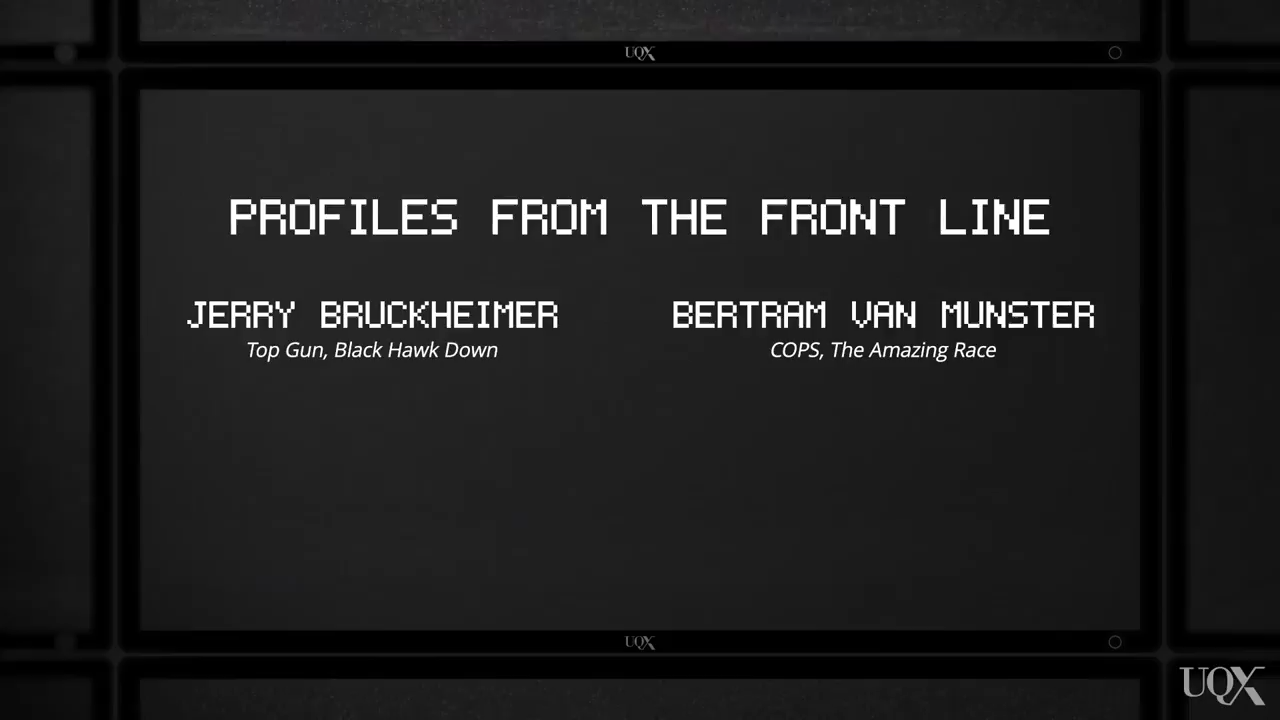 UQX
PROFILES FROM THE FRONT LINE
JERRY BRUCKHEIMER
Top Gun, Black Hawk Down
BERTRAM VAN MUNSTER
COPS, The Amazing Race
UQX
UQX